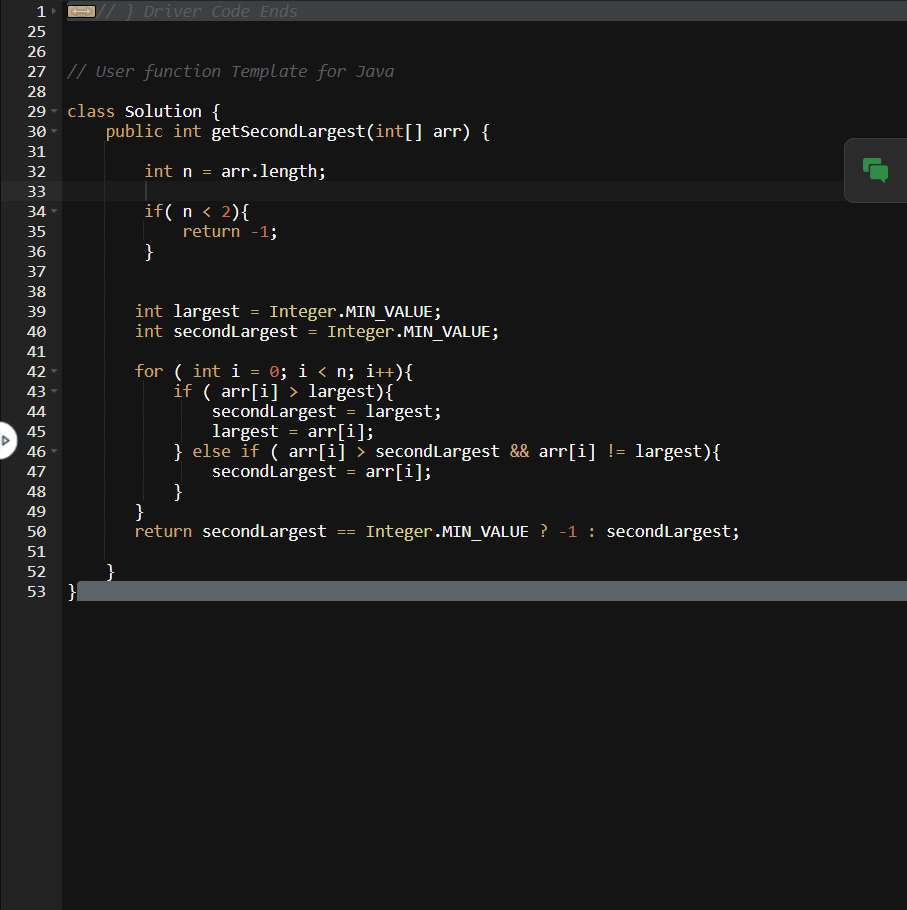 1 // } Driver Code Ends
25
26
27 // User function Template for Java
28
29 class Solution {
30     public int getSecondLargest(int[] arr) {
31
32         int n = arr.length;
33
34         if( n < 2){
35             return -1;
36         }
37
38
39        int largest = Integer.MIN_VALUE;
40        int secondLargest = Integer.MIN_VALUE;
41
42        for ( int i = 0; i < n; i++){
43            if ( arr[i] > largest){
44                secondLargest = largest;
45                largest = arr[i];
46            } else if ( arr[i] > secondLargest && arr[i] != largest){
47                secondLargest = arr[i];
48            }
49        }
50        return secondLargest == Integer.MIN_VALUE ? -1 : secondLargest;
51
52     }
53 }